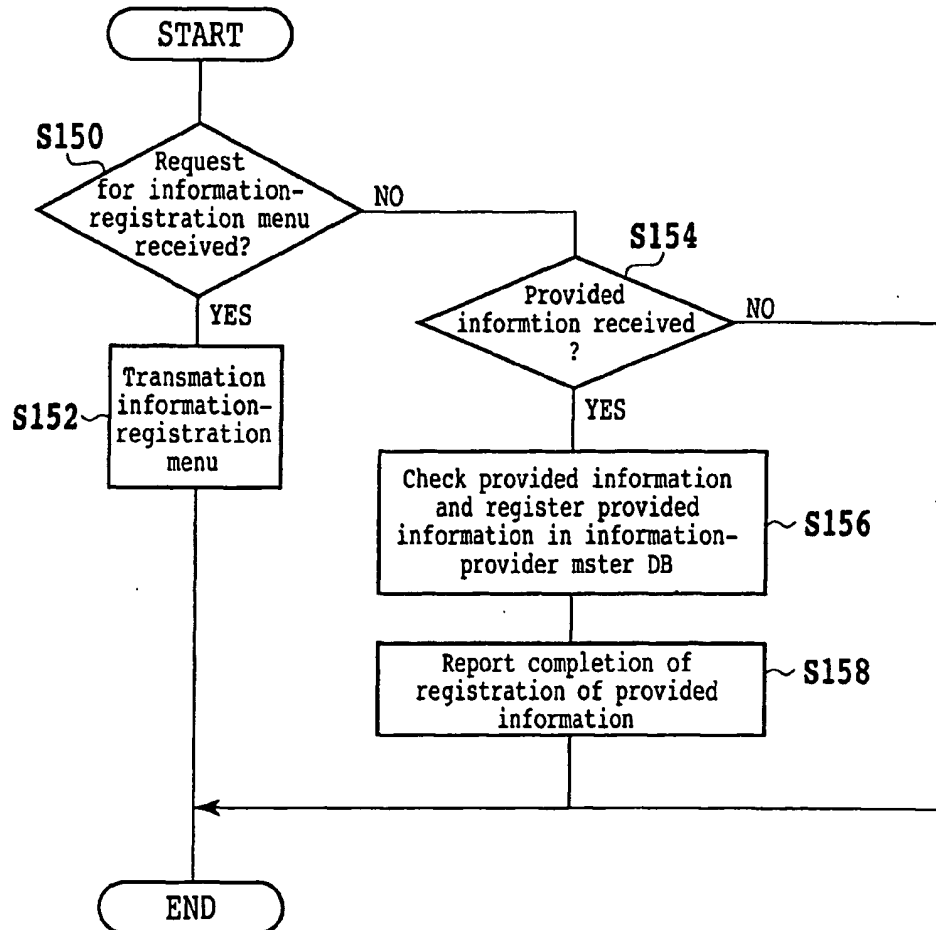 START
S150
Request
for information-
registration menu
received?
NO
YES
S154
Provided
informtion received
?
NO
YES
S152
Transmation
information-
registration
menu
Check provided information
and register provided
information in information-
provider mster DB
S156
Report completion of
registration of provided
information
S158
END